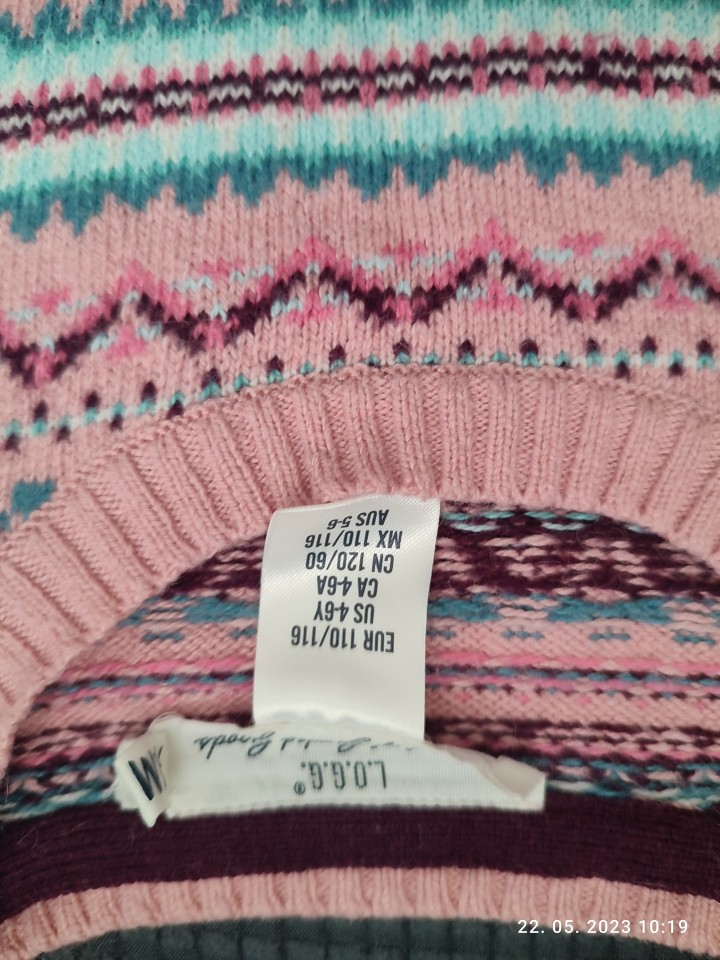 EUR 110/116
US 4-6Y
CA 4-6A
CN 120/60
MX 110/116
AUS 5-6
L.O.G.G.®
Goods
22. 05. 2023 10:19